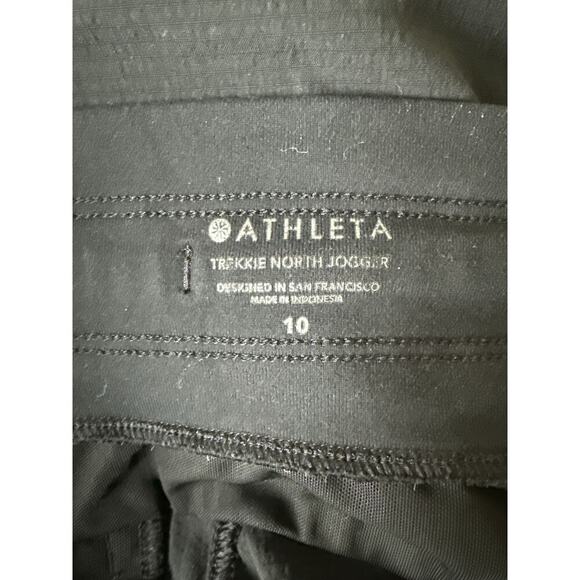 ATHLETA
TREKKIE NORTH JOGGER
DESIGNED IN SAN FRANCISCO
MADE IN INDONESIA
10